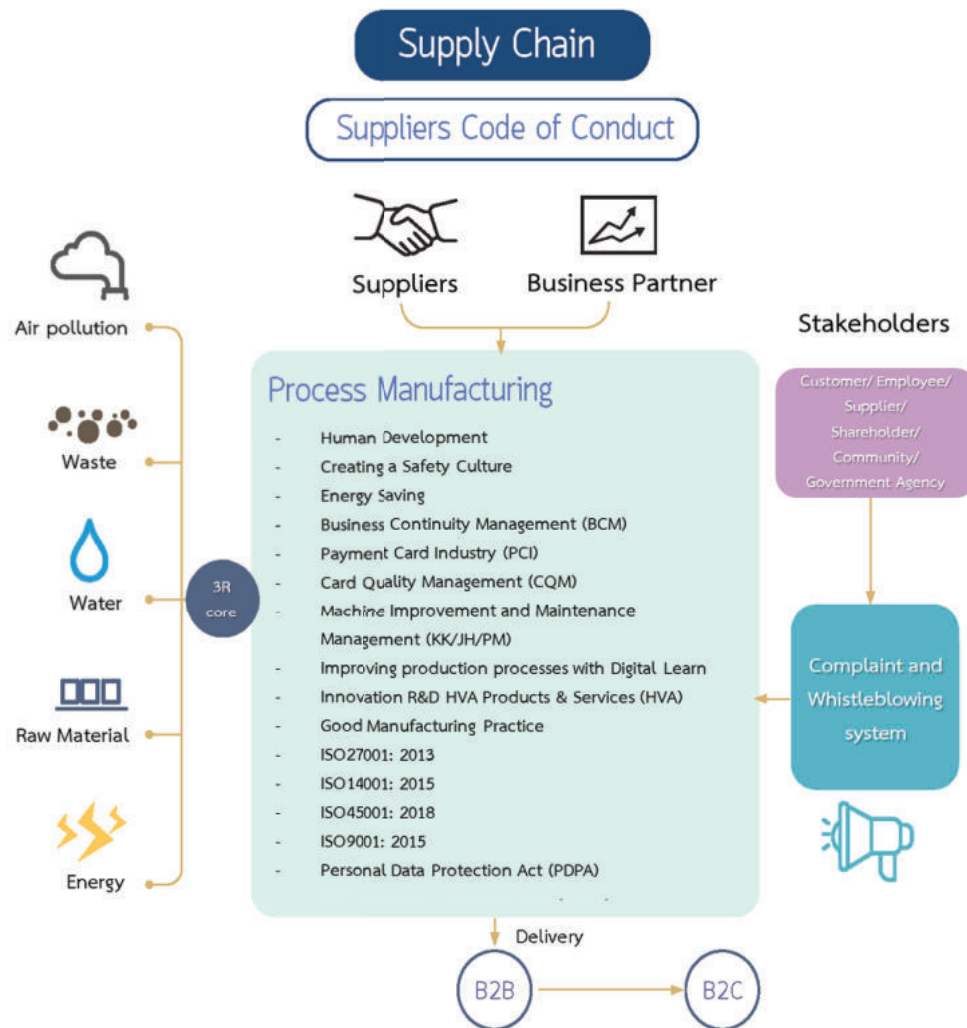 Supply Chain
Suppliers Code of Conduct
Suppliers
Business Partner
Air pollution
Waste
Water
Raw Material
Energy
3R
core
Process Manufacturing
- Human Development
- Creating a Safety Culture
- Energy Saving
- Business Continuity Management (BCM)
- Payment Card Industry (PCI)
- Card Quality Management (CQM)
- Machine Improvement and Maintenance
Management (KK/JH/PM)
- Improving production processes with Digital Learn
- Innovation R&D HVA Products & Services (HVA)
- Good Manufacturing Practice
- ISO27001: 2013
- ISO14001: 2015
- ISO45001: 2018
- ISO9001: 2015
- Personal Data Protection Act (PDPA)
Stakeholders
Customer/ Employee/
Supplier/
Shareholder/
Community/
Government Agency
Complaint and
Whistleblowing
system
Delivery
B2B
B2C